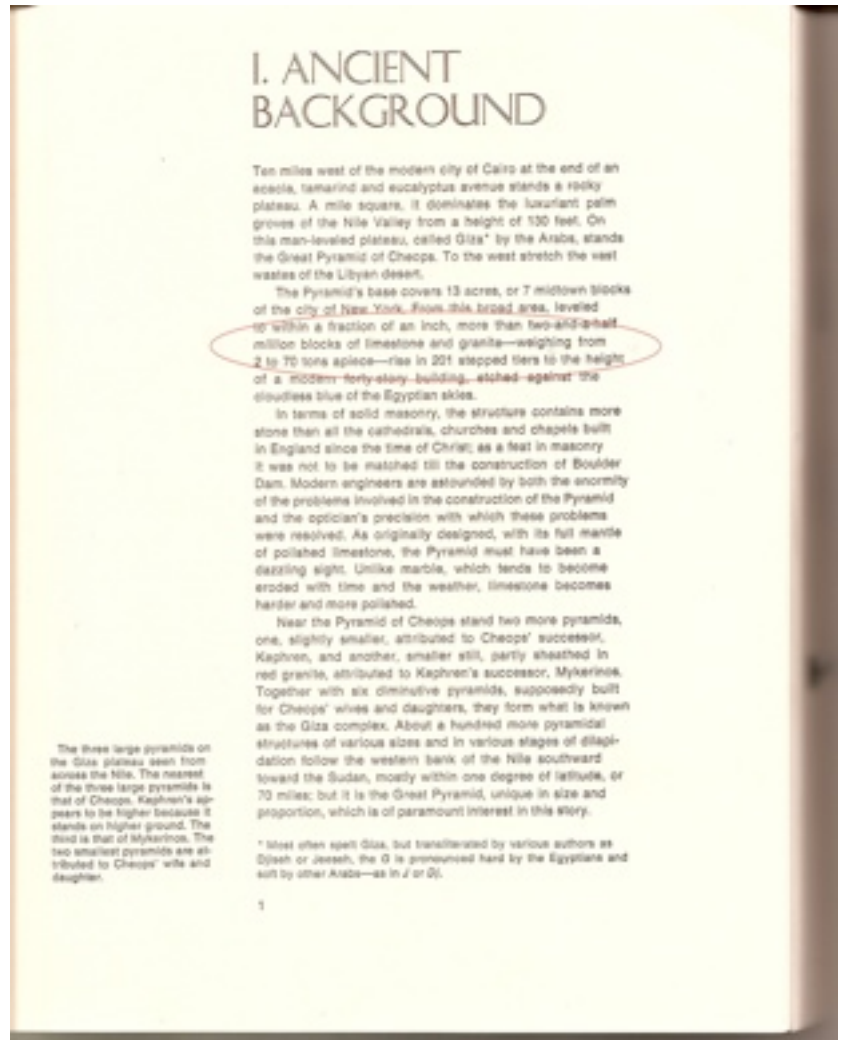 I. ANCIENT
BACKGROUND
Ten miles west of the modern city of Cairo at the end of an
acacia, tamarind and eucalyptus avenue stands a rocky
plateau. A mile square, it dominates the luxuriant palm
groves of the Nile Valley from a height of 130 feet. On
this man-leveled plateau, called Giza* by the Arabs, stands
the Great Pyramid of Cheops. To the west stretch the vast
wastes of the Libyan desert.
The Pyramid's base covers 13 acres, or 7 midtown blocks
of the city of New York. From this broad area, leveled
to within a fraction of an inch, more than two-and-a-half
million blocks of limestone and granite—weighing from
2 to 70 tons apiece—rise in 201 stepped tiers to the height
of a modern forty-story building, etched against the
cloudless blue of the Egyptian skies.
In terms of solid masonry, the structure contains more
stone than all the cathedrals, churches and chapels built
in England since the time of Christ; as a feat in masonry
it was not to be matched till the construction of Boulder
Dam. Modern engineers are astounded by both the enormity
of the problems involved in the construction of the Pyramid
and the optician's precision with which these problems
were resolved. As originally designed, with its full mantle
of polished limestone, the Pyramid must have been a
dazzling sight. Unlike marble, which tends to become
eroded with time and the weather, limestone becomes
harder and more polished.
Near the Pyramid of Cheops stand two more pyramids,
one, slightly smaller, attributed to Cheops' successor,
Kephren, and another, smaller still, partly sheathed in
red granite, attributed to Kephren's successor, Mykerinos.
Together with six diminutive pyramids, supposedly built
for Cheops' wives and daughters, they form what is known
as the Giza complex. About a hundred more pyramidal
structures of various sizes and in various stages of dilapi-
dation follow the western bank of the Nile southward
toward the Sudan, mostly within one degree of latitude, or
70 miles; but it is the Great Pyramid, unique in size and
proportion, which is of paramount interest in this story.
The three large pyramids on
the Giza plateau seen from
across the Nile. The nearest
of the three large pyramids is
that of Cheops. Kephren's ap-
pears to be higher because it
stands on higher ground. The
third is that of Mykerinos. The
two smallest pyramids are at-
tributed to Cheops' wife and
daughter.
* Most often spelt Giza, but transliterated by various authors as
Djiseh or Jeeseh, the G is pronounced hard by the Egyptians and
soft by other Arabs—as in J or Dj.
1